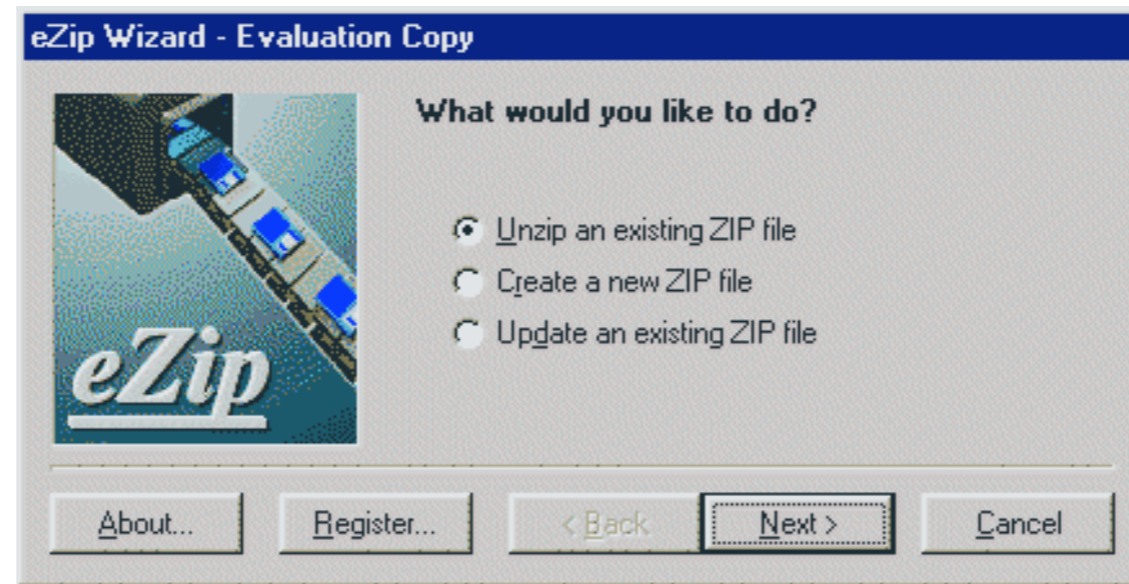 eZip Wizard - Evaluation Copy
What would you like to do?
Unzip an existing ZIP file
Create a new ZIP file
Update an existing ZIP file
eZip
About... Register... < Back Next > Cancel